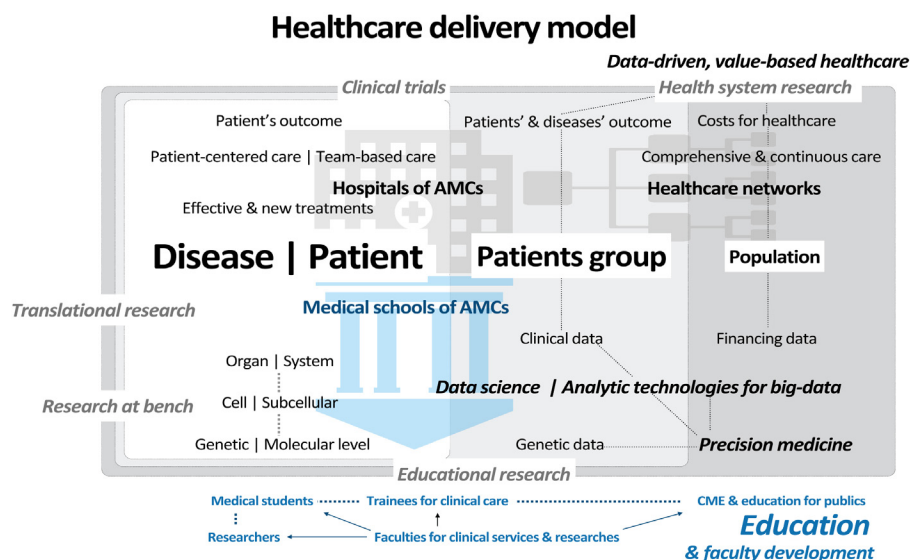 Healthcare delivery model
Data-driven, value-based healthcare
Clinical trials
Health system research
Patient's outcome
Patients' & diseases' outcome
Costs for healthcare
Patient-centered care | Team-based care
Comprehensive & continuous care
Hospitals of AMCs
Healthcare networks
Effective & new treatments
Disease | Patient
Patients group
Population
Medical schools of AMCs
Translational research
Clinical data
Financing data
Organ | System
Data science | Analytic technologies for big-data
Cell | Subcellular
Research at bench
Genetic | Molecular level
Genetic data
Precision medicine
Educational research
Medical students
Trainees for clinical care
CME & education for publics
Researchers
Faculties for clinical services & researches
Education
& faculty development